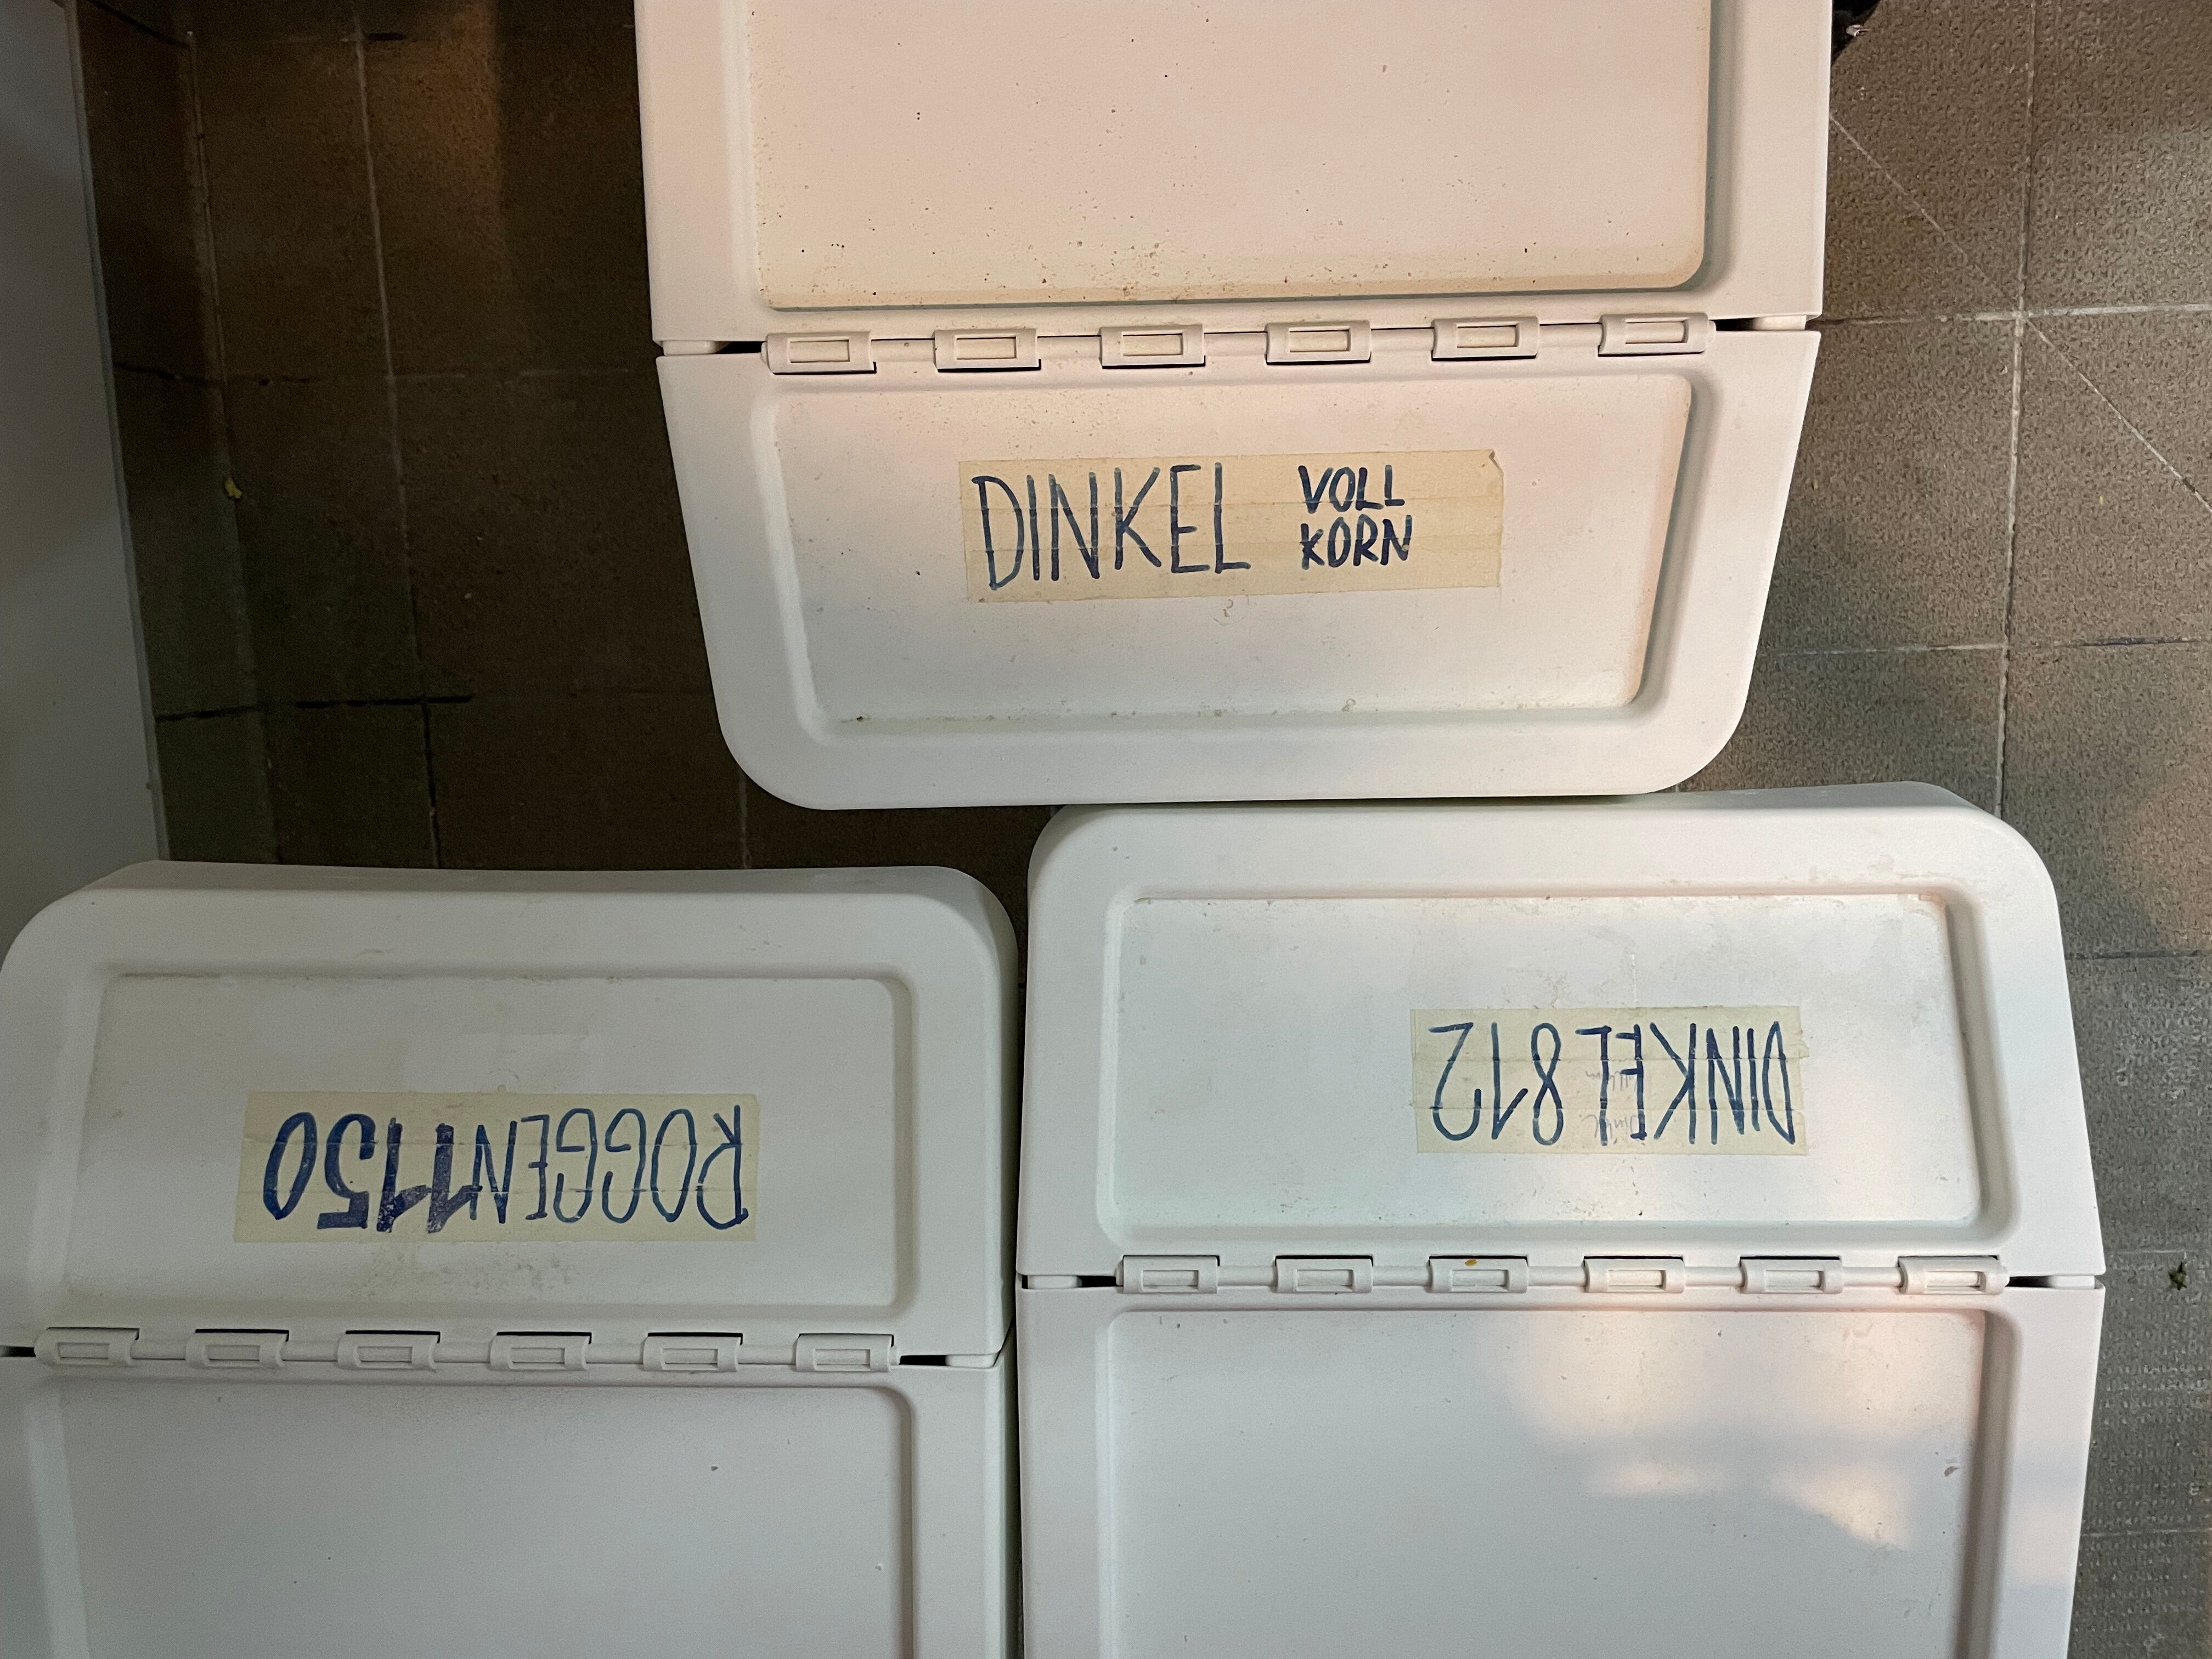 DINKEL VOLL
KORN
DINKEL 812
ROGGEN 1150